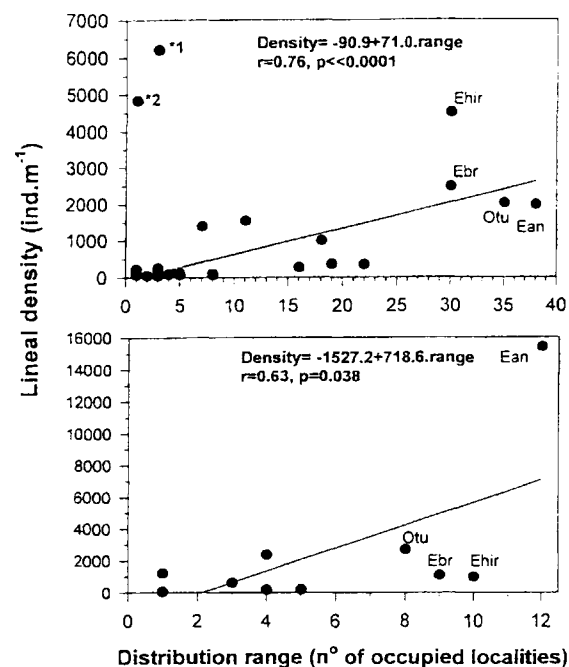 Lineal density (ind.m-1)
7000
6000
5000
4000
3000
2000
1000
0
*1
*2
Density= -90.9+71.0.range
r=0.76, p<<0.0001
Ehir
Ebr
Otu
Ean
0 5 10 15 20 25 30 35 40
16000
14000
12000
10000
8000
6000
4000
2000
0
Density= -1527.2+718.6.range
r=0.63, p=0.038
Ean
Otu
Ebr
Ehir
0 2 4 6 8 10 12
Distribution range (n° of occupied localities)